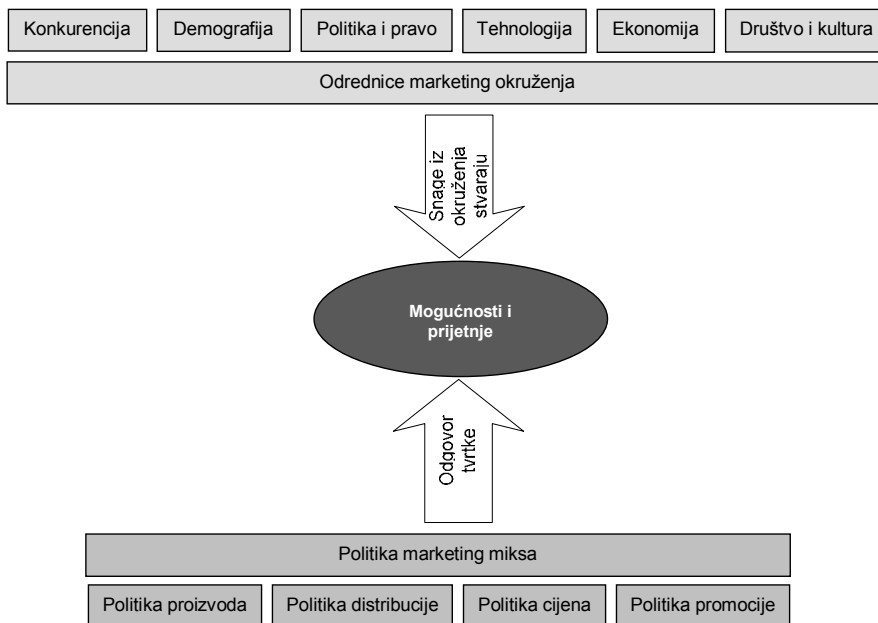 Konkurencija
Demografija
Politika i pravo
Tehnologija
Ekonomija
Društvo i kultura
Odrednice marketing okruženja
Snage iz
okruženja
stvaraju
Mogućnosti i
prijetnje
Odgovor
tvrtke
Politika marketing miksa
Politika proizvoda
Politika distribucije
Politika cijena
Politika promocije